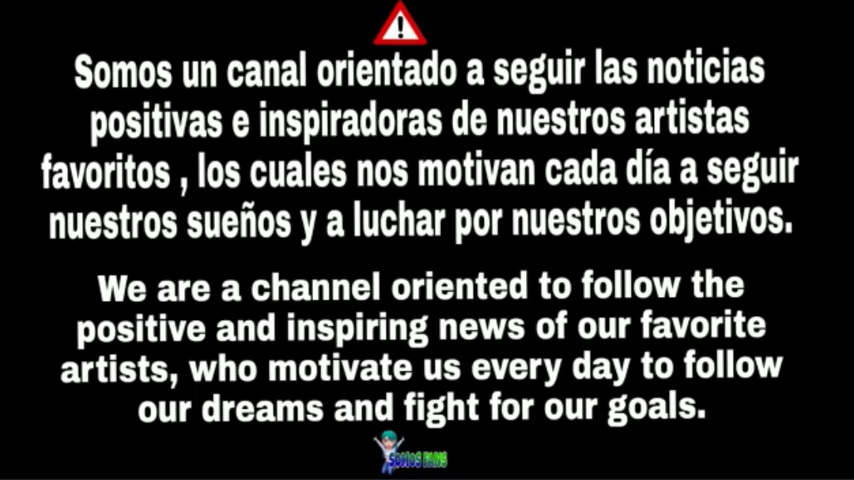 Somos un canal orientado a seguir las noticias
positivas e inspiradoras de nuestros artistas
favoritos , los cuales nos motivan cada día a seguir
nuestros sueños y a luchar por nuestros objetivos.
We are a channel oriented to follow the
positive and inspiring news of our favorite
artists, who motivate us every day to follow
our dreams and fight for our goals.
SOMOS FANS